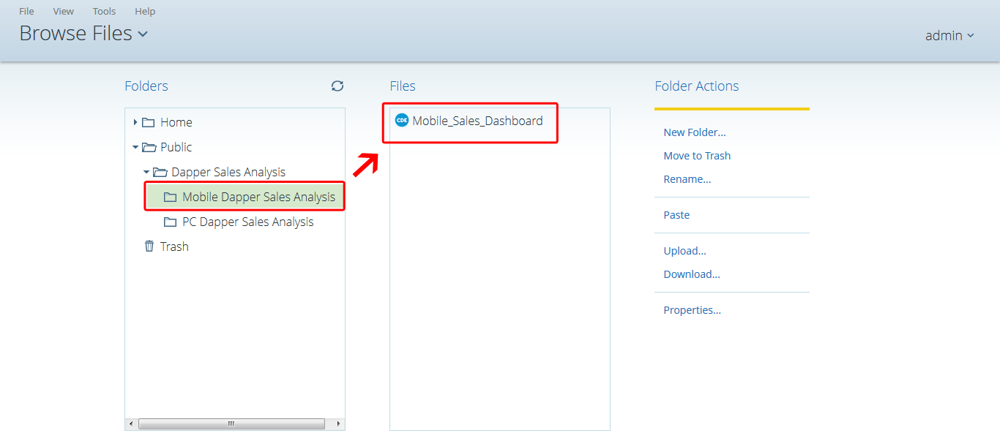 File View Tools Help
Browse Files
admin
Folders
Home
Public
Dapper Sales Analysis
Mobile Dapper Sales Analysis
PC Dapper Sales Analysis
Trash
Files
CDE Mobile_Sales_Dashboard
Folder Actions
New Folder...
Move to Trash
Rename...
Paste
Upload...
Download...
Properties...